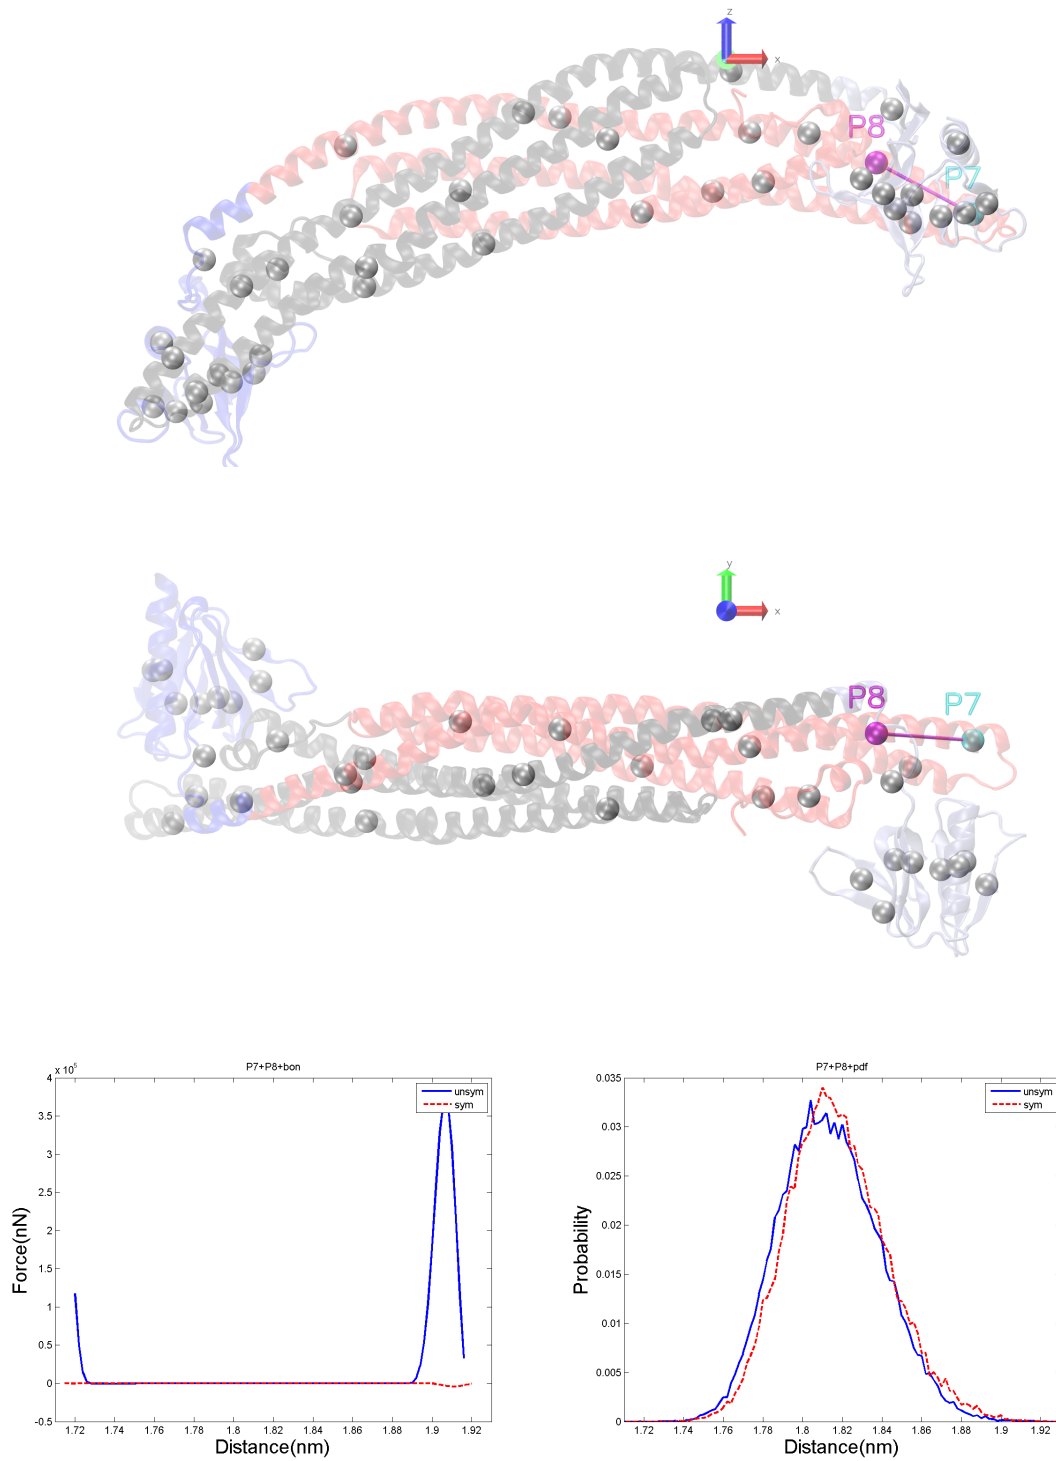 z
x
P8
P7
y
x
P8
P7
P7+P8+bon
x 10⁵
4
3.5
3
2.5
2
1.5
1
0.5
0
-0.5
Force(nN)
unsym
sym
1.72 1.74 1.76 1.78 1.8 1.82 1.84 1.86 1.88 1.9 1.92
Distance(nm)
P7+P8+pdf
0.035
0.03
0.025
0.02
0.015
0.01
0.005
0
Probability
unsym
sym
1.72 1.74 1.76 1.78 1.8 1.82 1.84 1.86 1.88 1.9 1.92
Distance(nm)